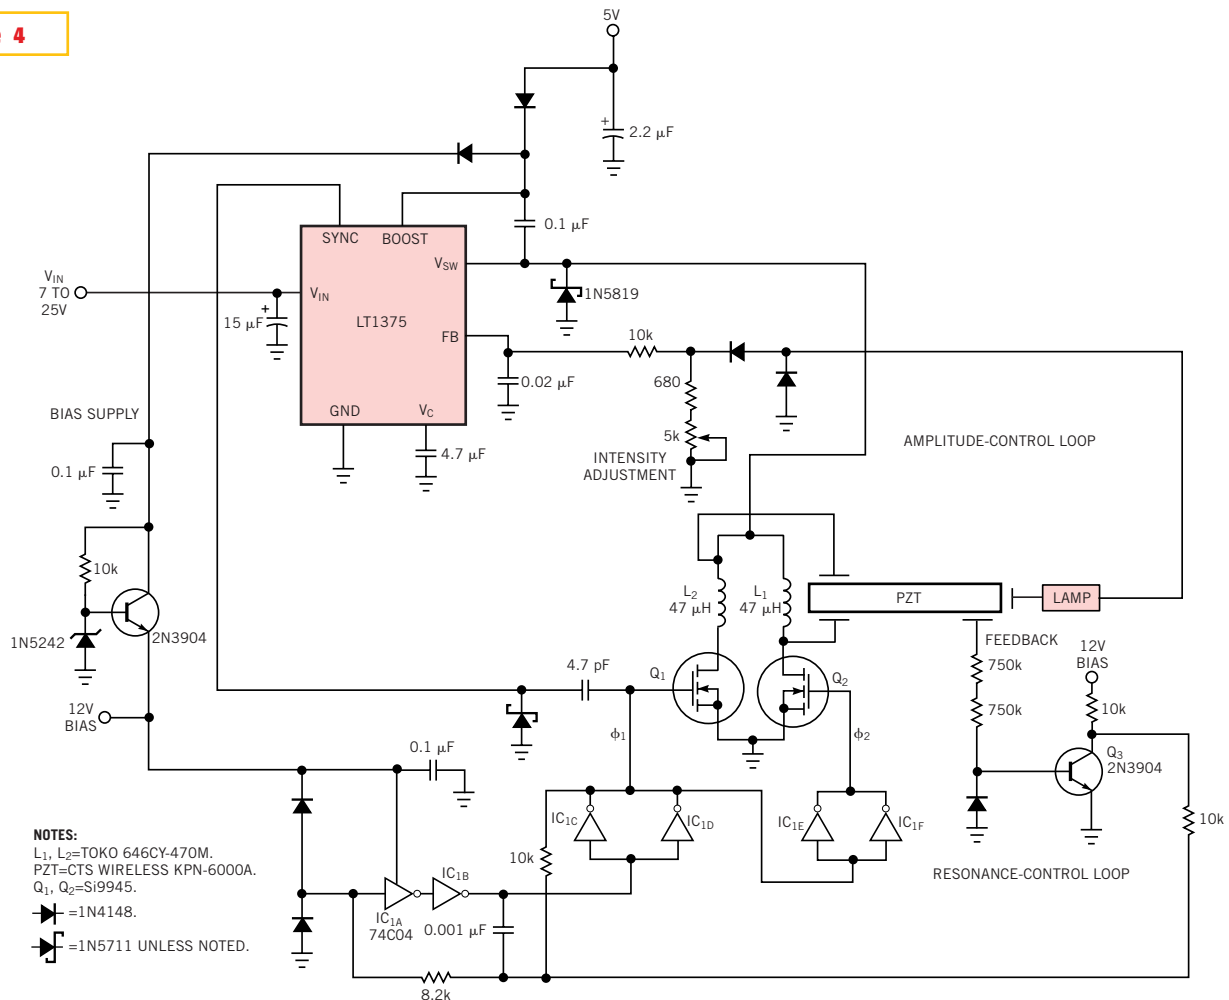 4
5V
2.2 µF
0.1 µF
SYNC
BOOST
VSW
VIN
7 TO
25V
VIN
1N5819
15 µF
LT1375
FB
10k
0.02 µF
680
BIAS SUPPLY
GND
VC
5k
AMPLITUDE-CONTROL LOOP
0.1 µF
4.7 µF
INTENSITY
ADJUSTMENT
10k
L2
47 µH
L1
47 µH
PZT
LAMP
1N5242
2N3904
FEEDBACK
12V
BIAS
4.7 pF
Q1
Q2
750k
750k
10k
12V
BIAS
ϕ1
ϕ2
0.1 µF
Q3
2N3904
IC1C
IC1D
IC1E
IC1F
10k
10k
NOTES:
L1, L2=TOKO 646CY-470M.
PZT=CTS WIRELESS KPN-6000A.
Q1, Q2=Si9945.
=1N4148.
=1N5711 UNLESS NOTED.
IC1B
RESONANCE-CONTROL LOOP
IC1A
74C04
0.001 µF
8.2k